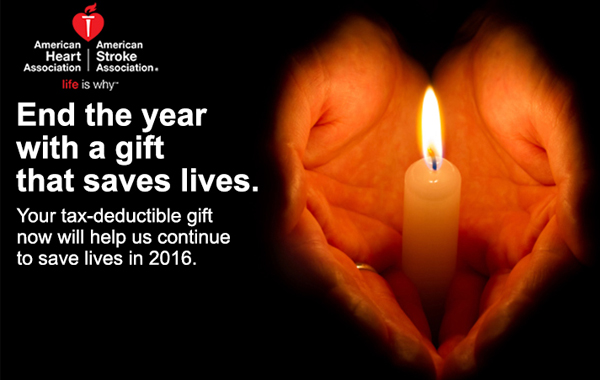 American Heart Association | American Stroke Association®
life is why™
End the year
with a gift
that saves lives.
Your tax-deductible gift
now will help us continue
to save lives in 2016.